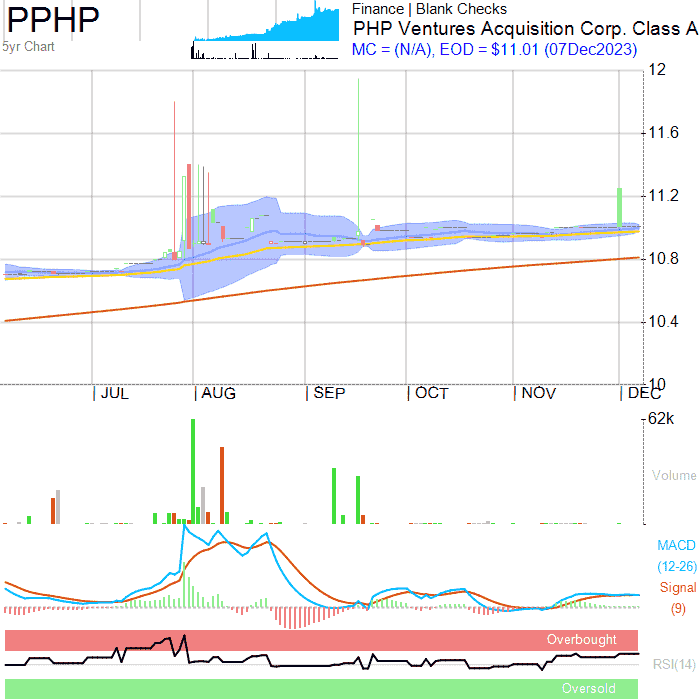 PPHP
5yr Chart
Finance | Blank Checks
PHP Ventures Acquisition Corp. Class A
MC = (N/A), EOD = $11.01 (07Dec2023)
12
11.6
11.2
10.8
10.4
10
JUL AUG SEP OCT NOV DEC
62k
Volume
MACD
(12-26)
Signal
(9)
Overbought
RSI(14)
Oversold